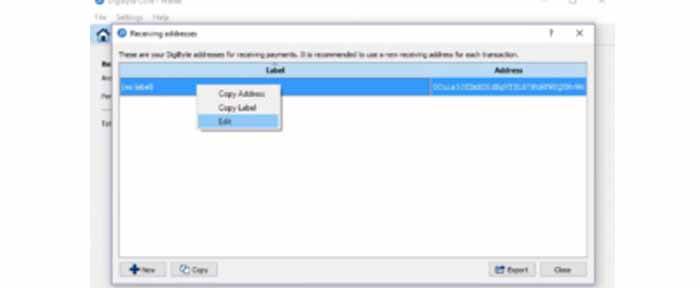 DigiByte Core - Wallet
File Settings Help
Receiving addresses
These are your DigiByte addresses for receiving payments. It is recommended to use a new receiving address for each transaction.
Label Address
(no label)
Copy Address
Copy Label
Edit
New Copy Export Close